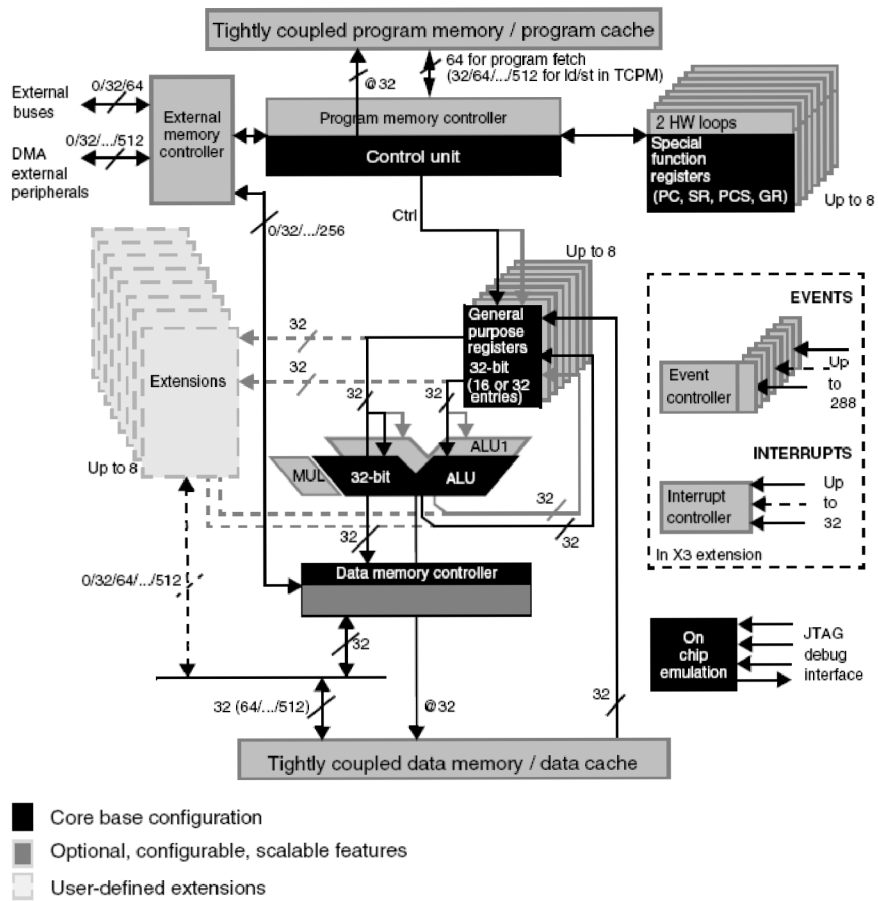 Tightly coupled program memory / program cache
64 for program fetch
(32/64/.../512 for ld/st in TCPM)
@32
0/32/64
External
buses
0/32/.../512
DMA
external
peripherals
External
memory
controller
Program memory controller
Control unit
2 HW loops
Special
function
registers
(PC, SR, PCS, GR)
Up to 8
0/32/.../256
Ctrl
Up to 8
General
purpose
registers
32-bit
(16 or 32
entries)
32
32
32
32
Extensions
Up to 8
EVENTS
Event
controller
Up
to
288
INTERRUPTS
Interrupt
controller
Up
to
32
In X3 extension
ALU1
MUL
32-bit
ALU
32
32
32
Data memory controller
0/32/64/.../512
32
32 (64/.../512)
@32
32
On
chip
emulation
JTAG
debug
interface
Tightly coupled data memory / data cache
Core base configuration
Optional, configurable, scalable features
User-defined extensions